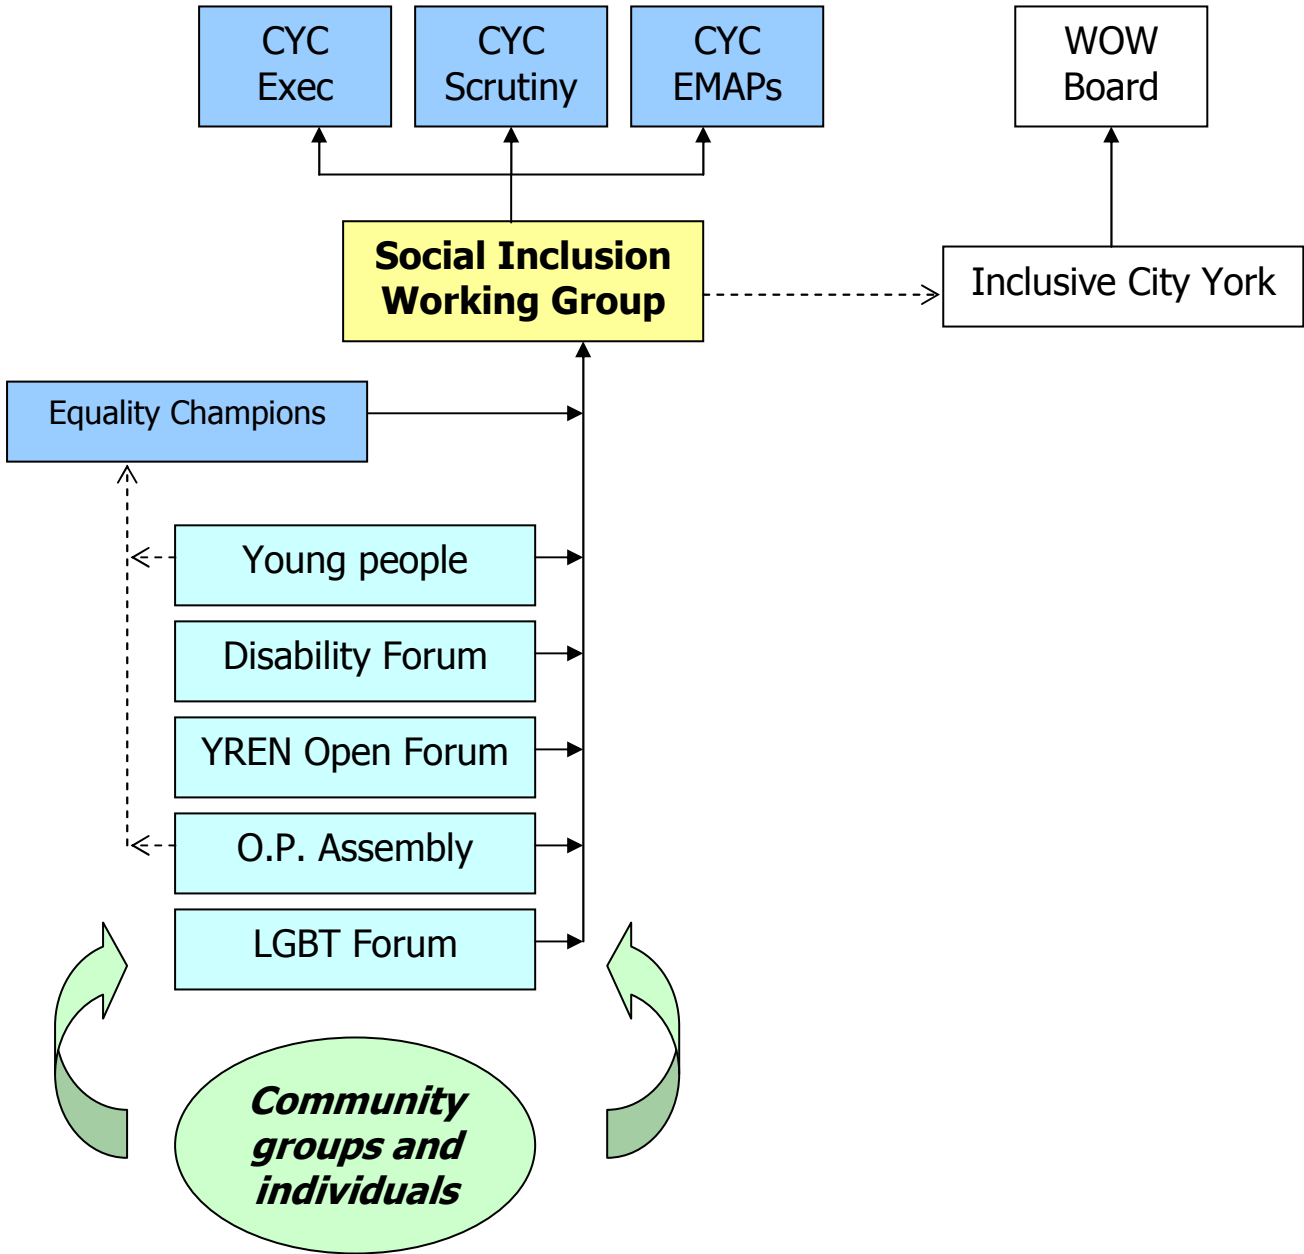 CYC
Exec
CYC
Scrutiny
CYC
EMAPs
WOW
Board
Social Inclusion
Working Group
Inclusive City York
Equality Champions
Young people
Disability Forum
YREN Open Forum
O.P. Assembly
LGBT Forum
Community
groups and
individuals